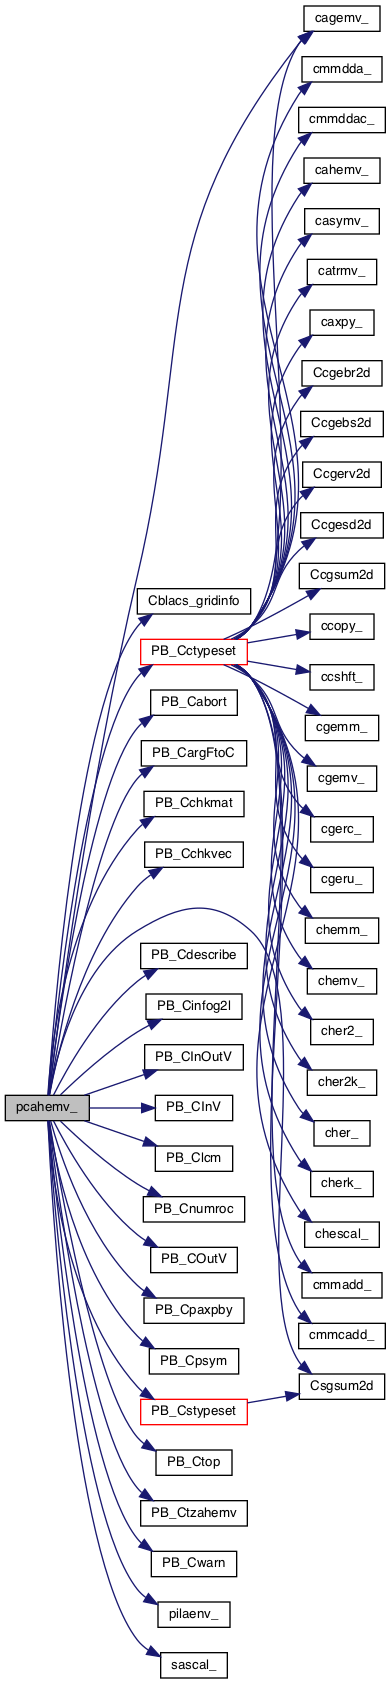 cagemv_
cmmdda_
cmmddac_
cahemv_
casymv_
catrmv_
caxpy_
Ccgebr2d
Ccgebs2d
Ccgerv2d
Ccgesd2d
Ccgsum2d
Cblacs_gridinfo
ccopy_
PB_Cctypeset
ccshft_
PB_Cabort
cgemm_
PB_CargFtoC
cgemv_
PB_Cchkmat
cgerc_
PB_Cchkvec
cgeru_
chemm_
PB_Cdescribe
chemv_
PB_Cinfog2l
cher2_
PB_CInOutV
cher2k_
pcahemv_
PB_CInV
cher_
PB_Clcm
cherk_
PB_Cnumroc
chescal_
PB_COutV
cmmadd_
PB_Cpaxpby
cmmcadd_
PB_Cpsym
Csgsum2d
PB_Cstypeset
PB_Ctop
PB_Ctzahemv
PB_Cwarn
pilaenv_
sascal_